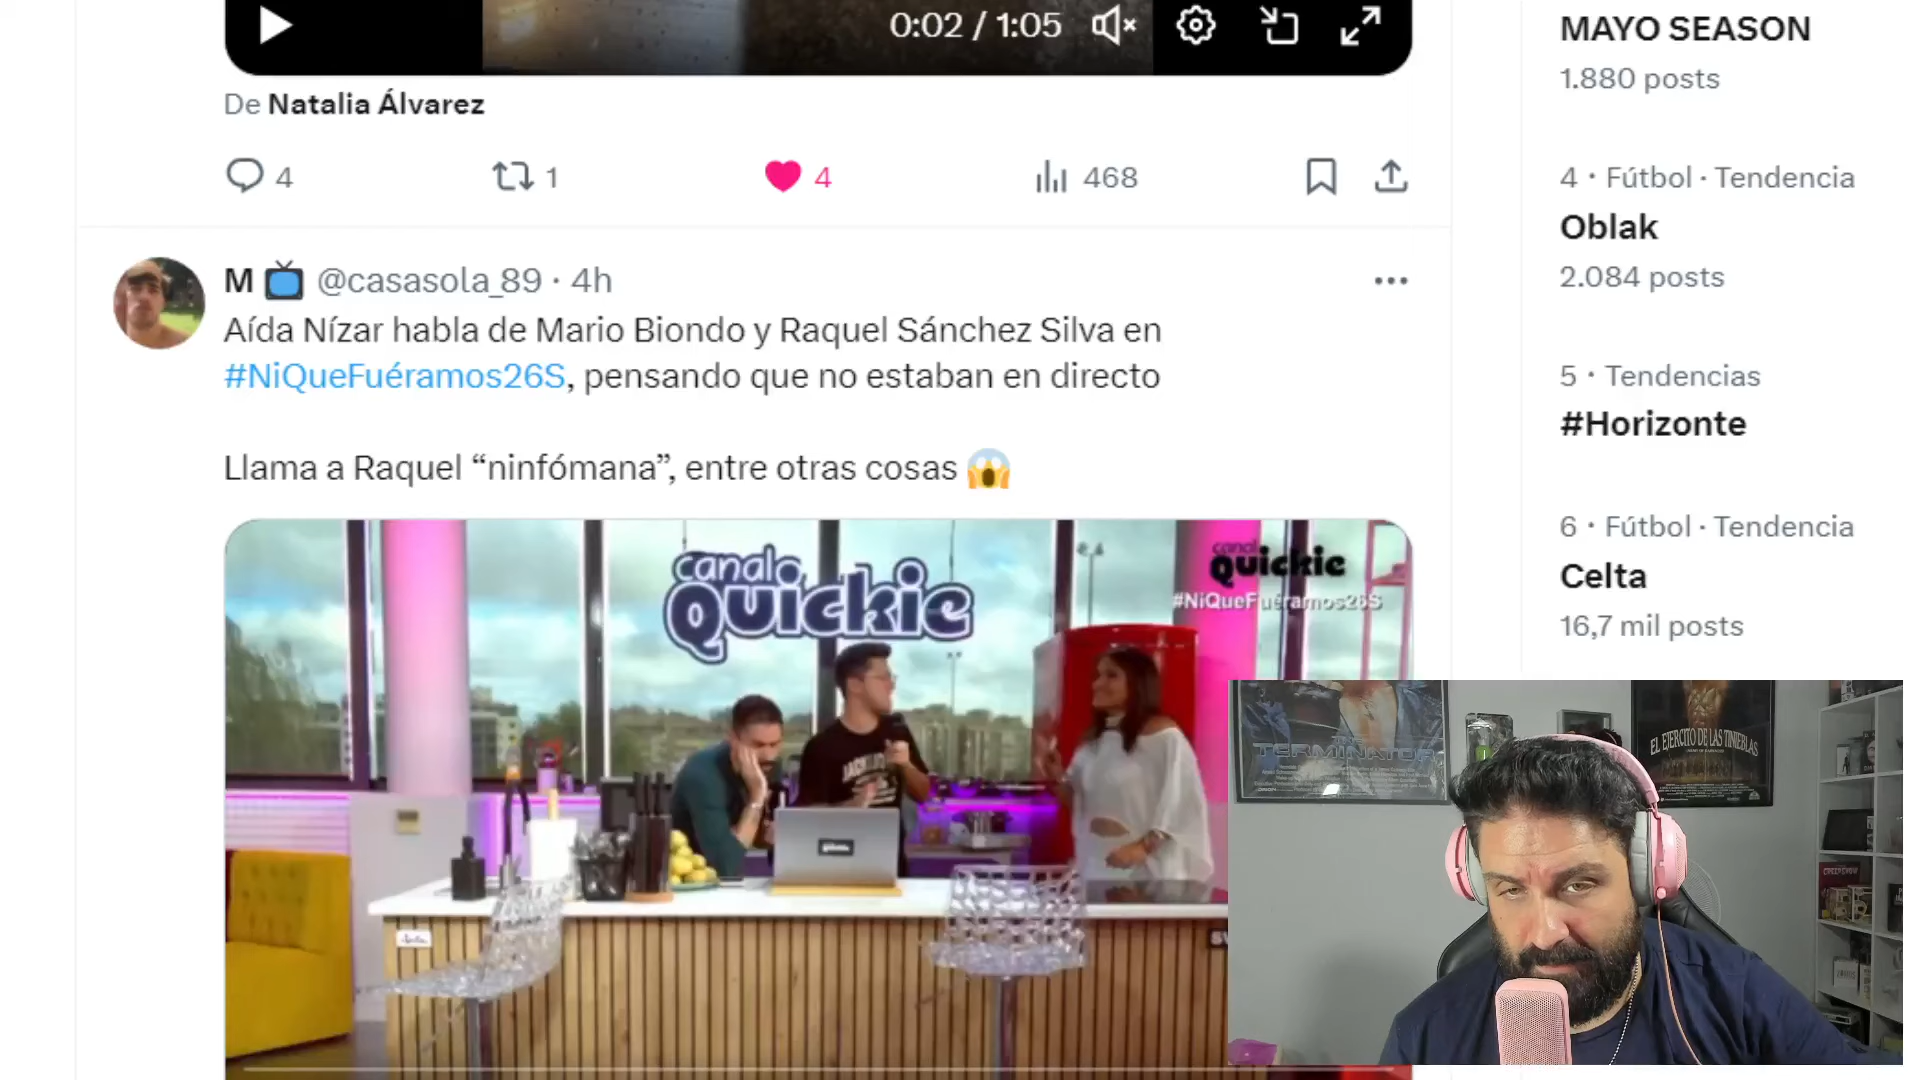 0:02 / 1:05
De Natalia Álvarez
4
1
4
468
M @casasola_89 · 4h
Aída Nízar habla de Mario Biondo y Raquel Sánchez Silva en
#NiQueFuéramos26S, pensando que no estaban en directo
Llama a Raquel “ninfómana”, entre otras cosas
canal
Quickie
canal
Quickie
#NiQueFuéramos26S
MAYO SEASON
1.880 posts
4 · Fútbol · Tendencia
Oblak
2.084 posts
5 · Tendencias
#Horizonte
6 · Fútbol · Tendencia
Celta
16,7 mil posts
THE
TERMINATOR
EL EJERCITO DE LAS TINIEBLAS
CREEPSHOW